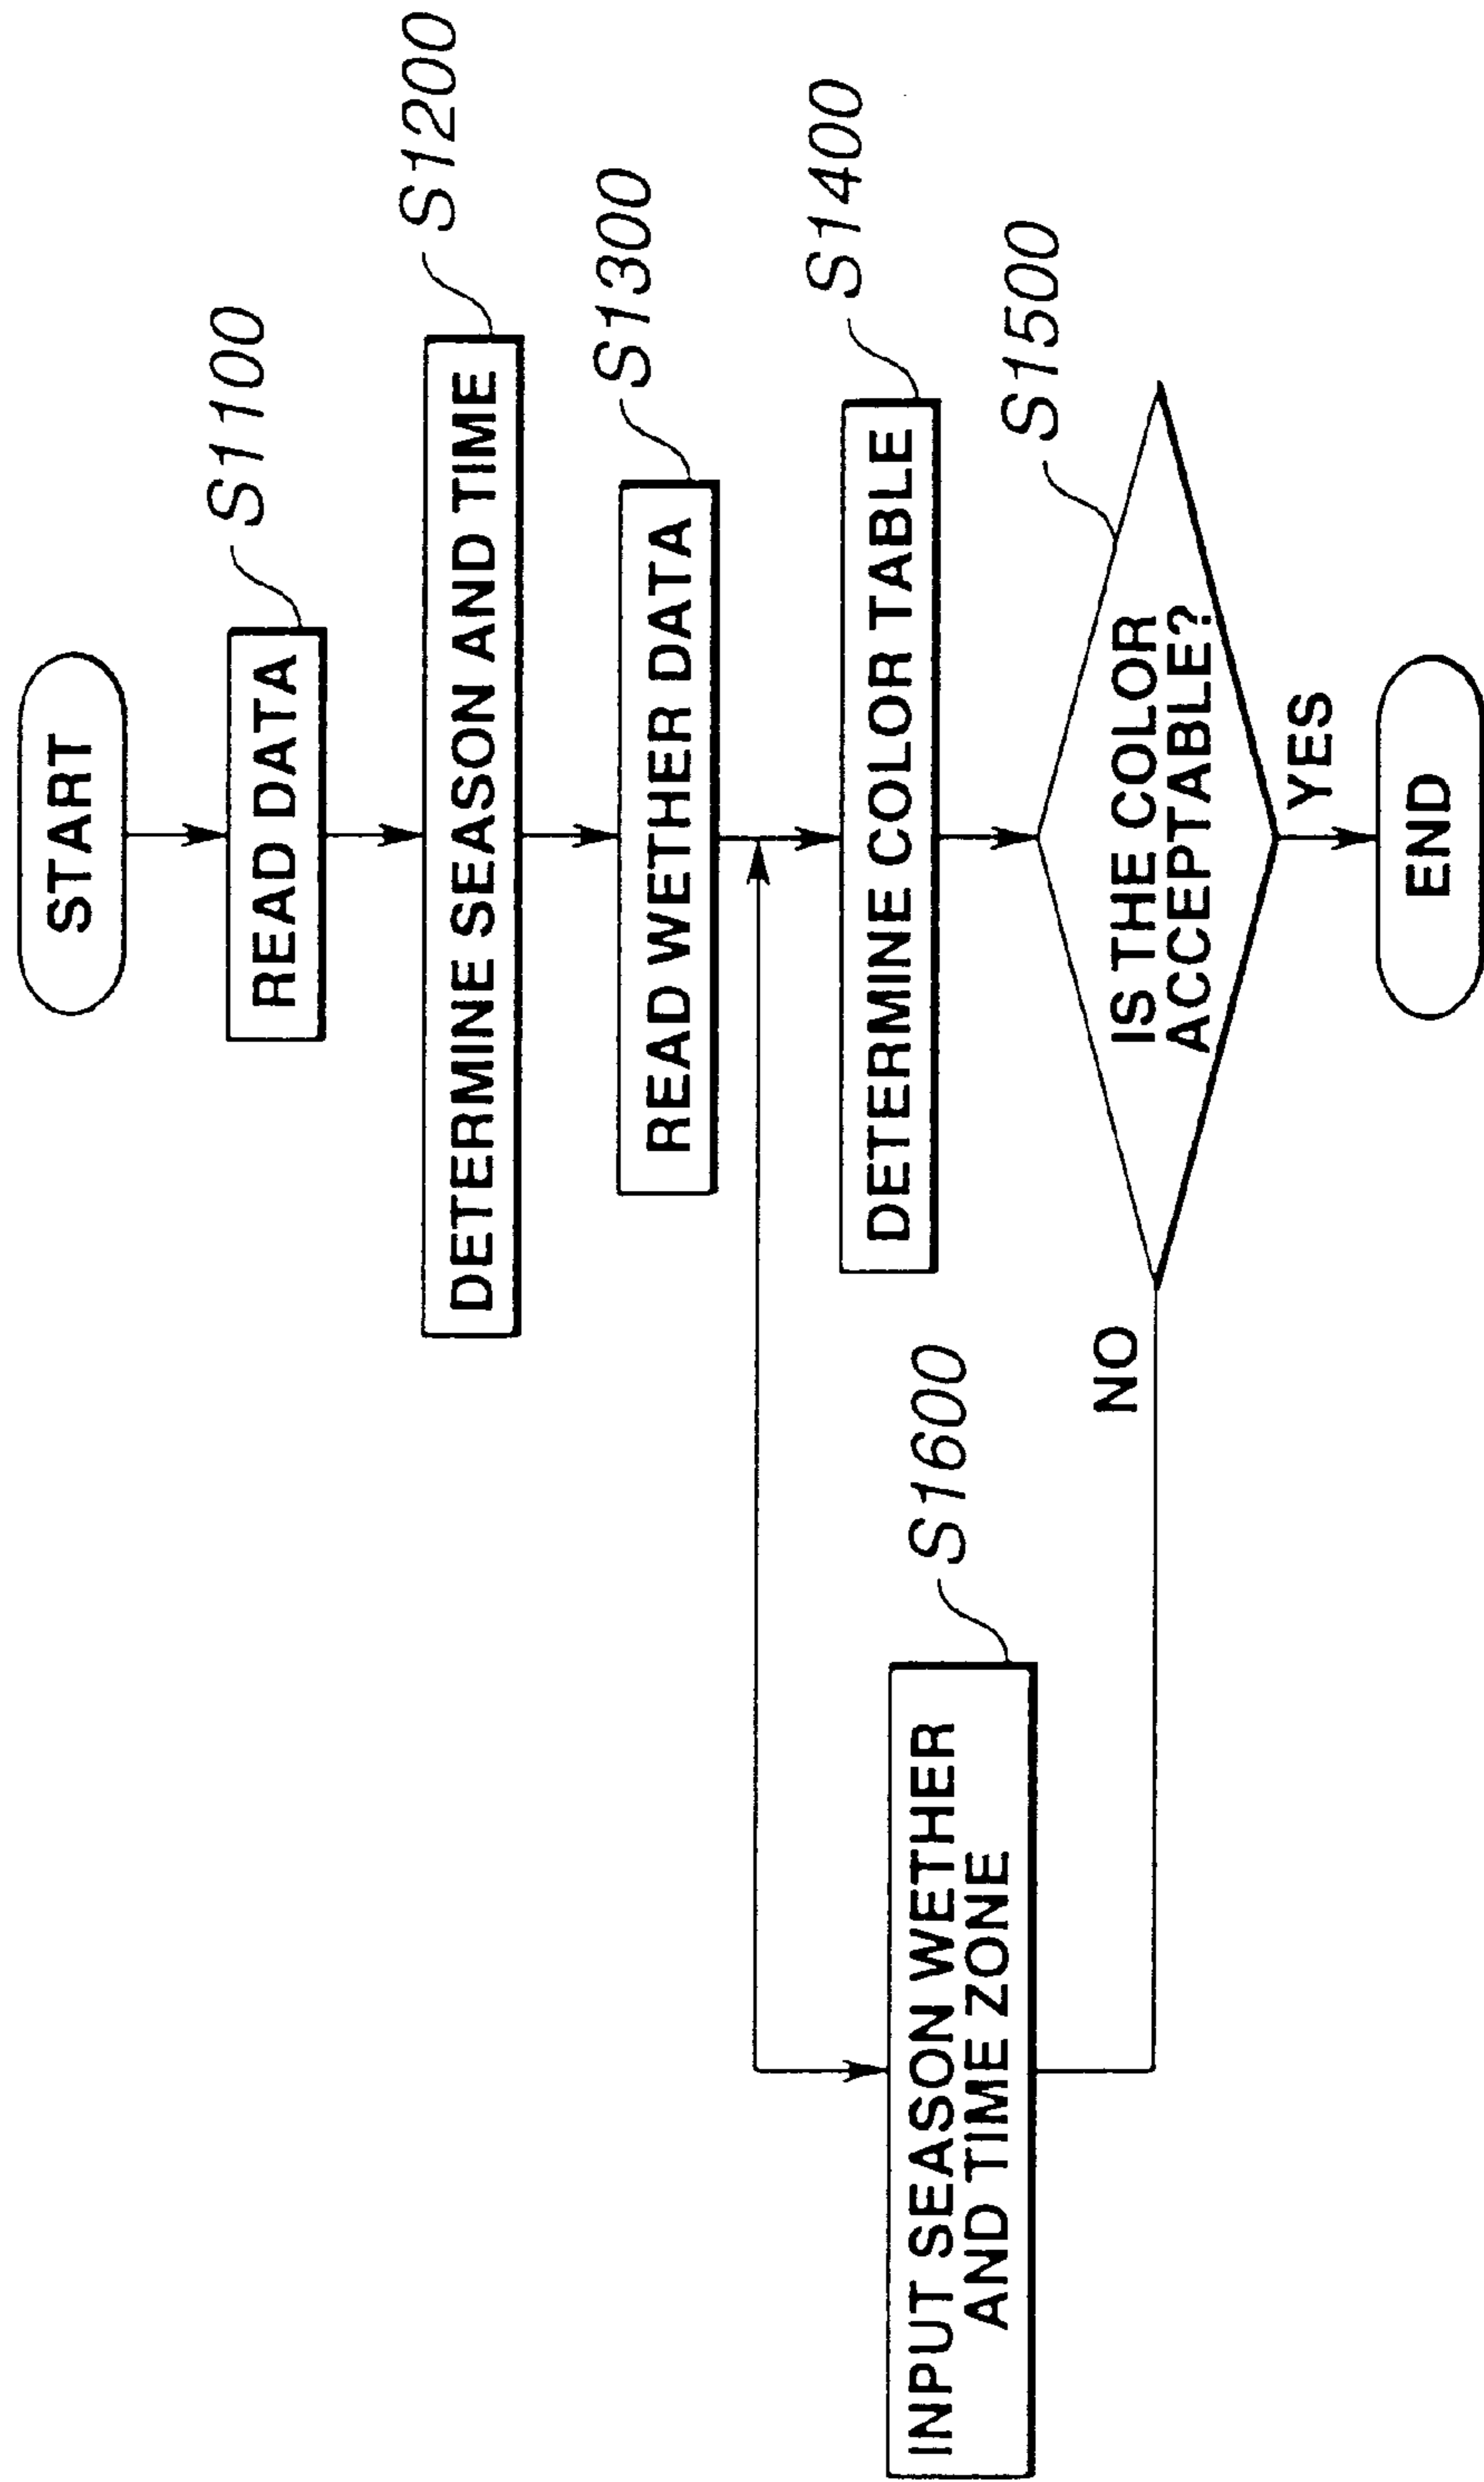 START
READ DATA
S1100
DETERMINE SEASON AND TIME
S1200
READ WETHER DATA
S1300
DETERMINE COLOR TABLE
S1400
IS THE COLOR
ACCEPTABLE?
S1500
YES
END
NO
INPUT SEASON WETHER
AND TIME ZONE
S1600